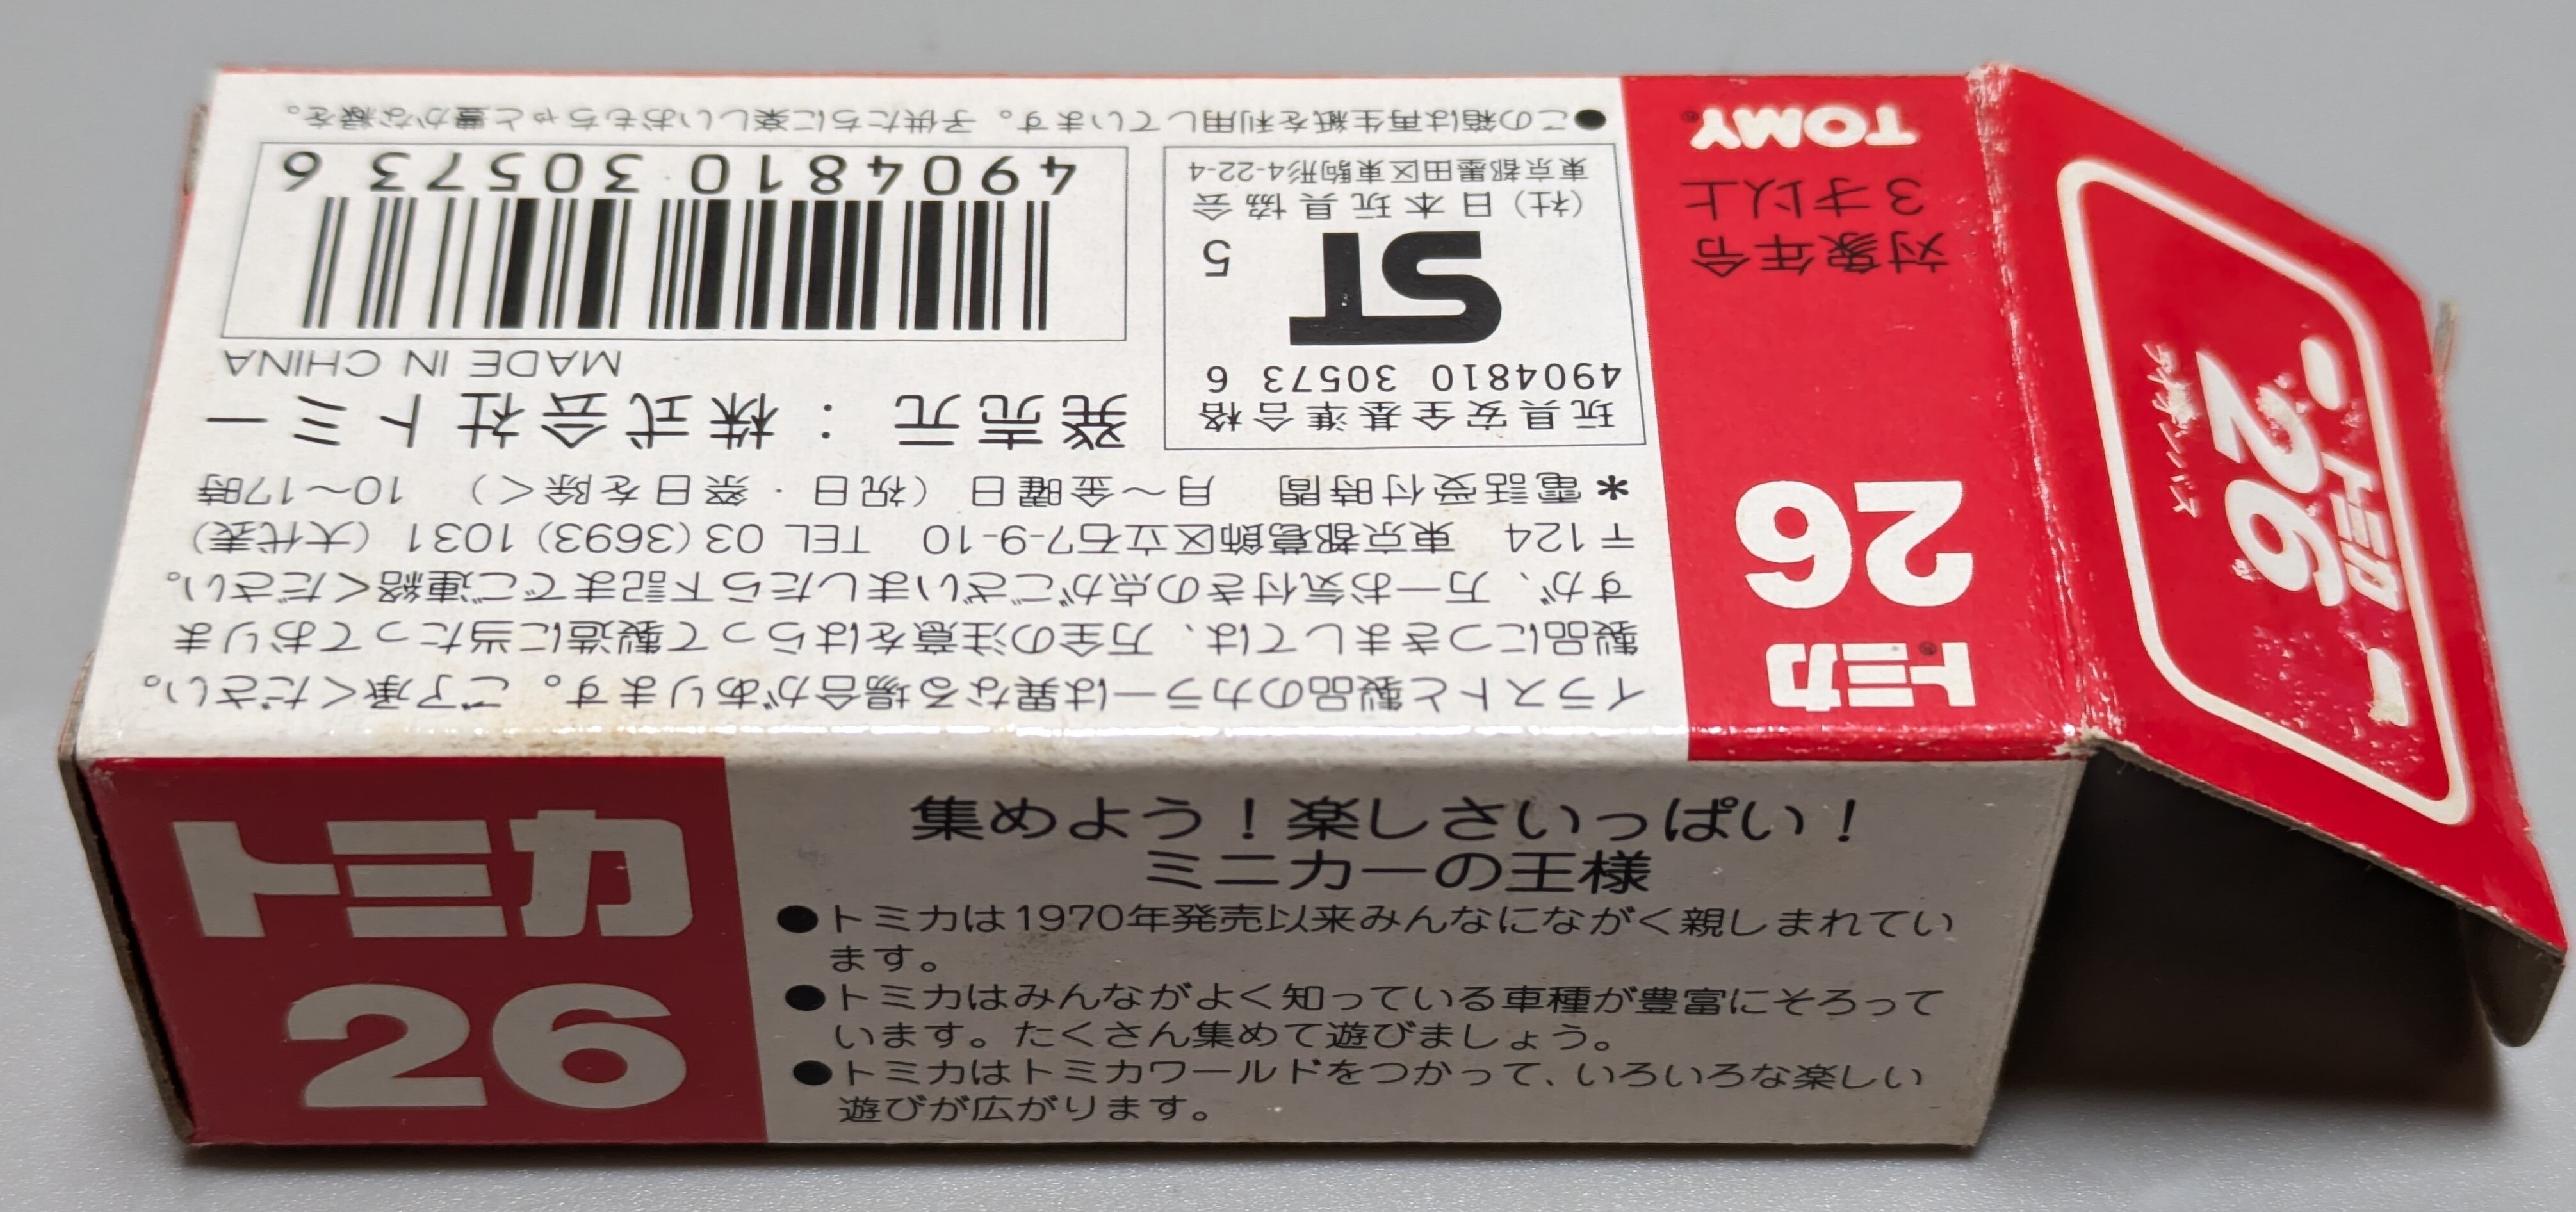 トミカ
26
集めよう！楽しさいっぱい！
ミニカーの王様
●トミカは1970年発売以来みんなにながく親しまれてい
ます。
●トミカはみんながよく知っている車種が豊富にそろって
います。たくさん集めて遊びましょう。
●トミカはトミカワールドをつかって、いろいろな楽しい
遊びが広がります。
トミカ®
26
対象年令
3才以上
TOMY®
イラストと製品のカラーは異なる場合があります。ご了承ください。
製品につきましては、万全の注意をはらって製造に当たっておりま
すが、万一お気付きの点がございましたら下記までご連絡ください。
〒124 東京都葛飾区立石7-9-10 TEL 03 (3693) 1031 (大代表)
＊電話受付時間 月〜金曜日 (祝日・祭日を除く) 10〜17時
発売元：株式会社トミー
MADE IN CHINA
4904810 305736
玩具安全基準合格
4904810 30573 6
ST
5
(社) 日本玩具協会
東京都墨田区東駒形4-22-4
●この箱は再生紙を利用しています。子供たちに楽しいおもちゃと豊かな緑を。
トミカ
26